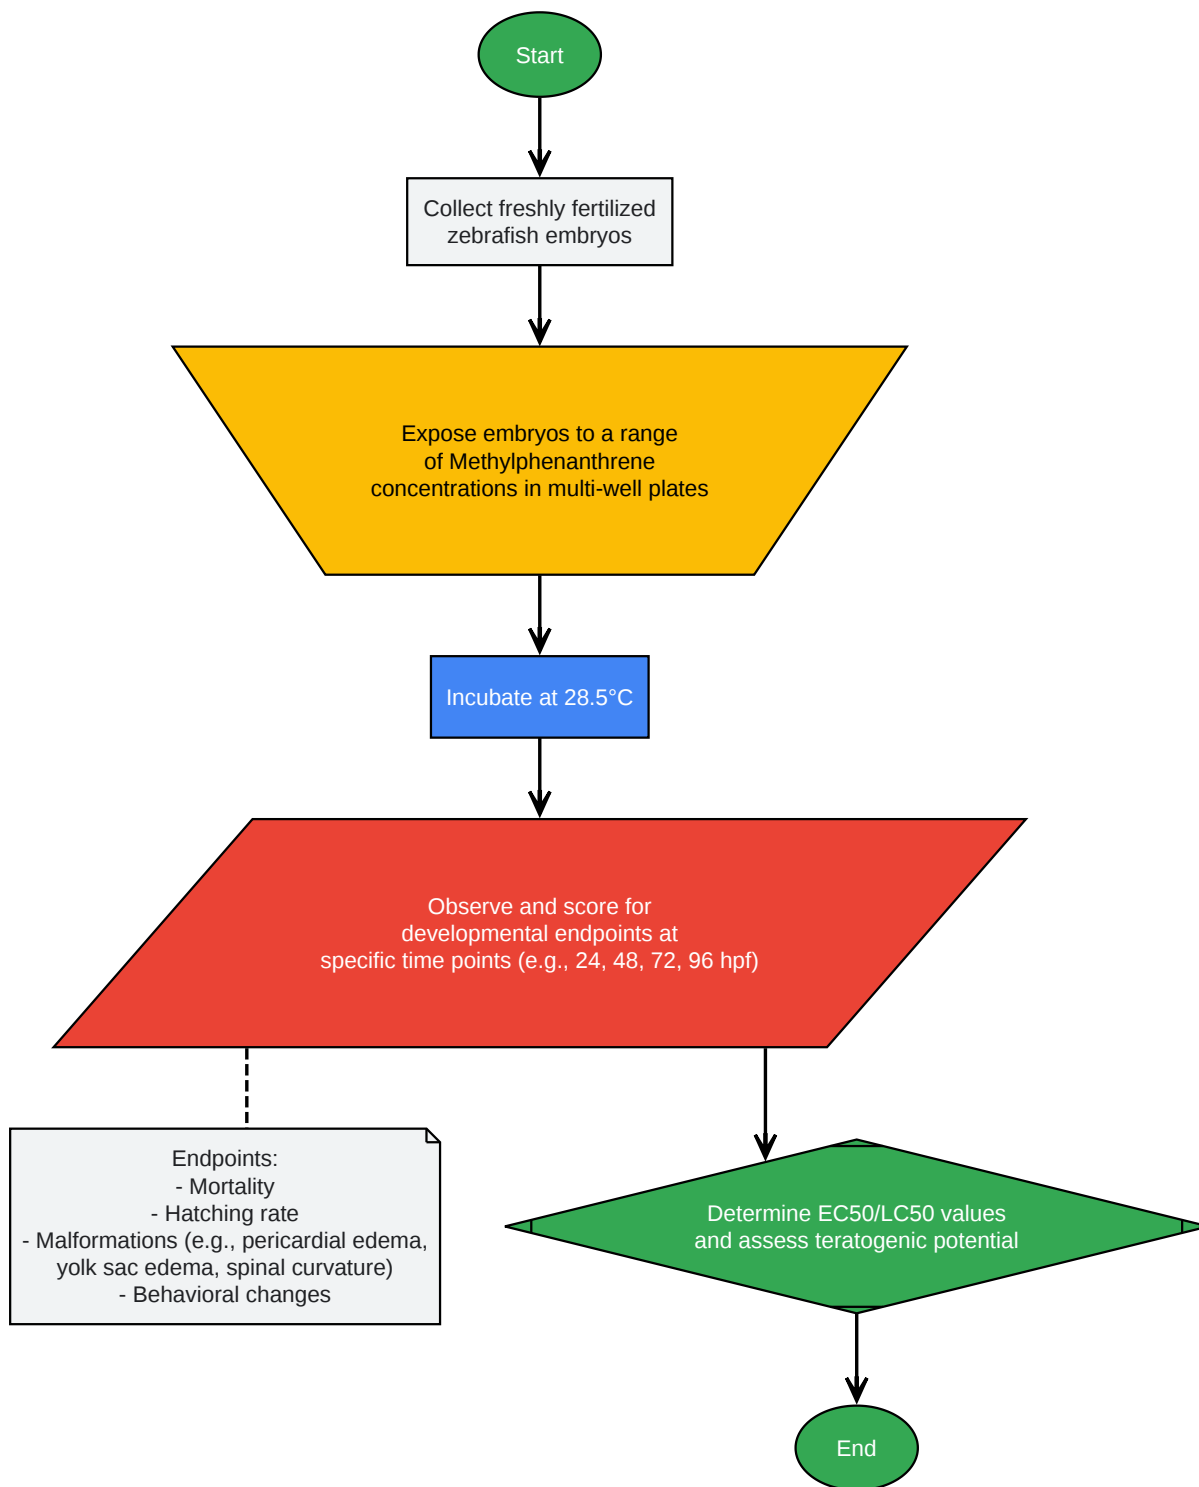 Start
Collect freshly fertilized
zebrafish embryos
Expose embryos to a range
of Methylphenanthrene
concentrations in multi-well plates
Incubate at 28.5°C
Observe and score for
developmental endpoints at
specific time points (e.g., 24, 48, 72, 96 hpf)
Endpoints:
- Mortality
- Hatching rate
- Malformations (e.g., pericardial edema,
yolk sac edema, spinal curvature)
- Behavioral changes
Determine EC50/LC50 values
and assess teratogenic potential
End